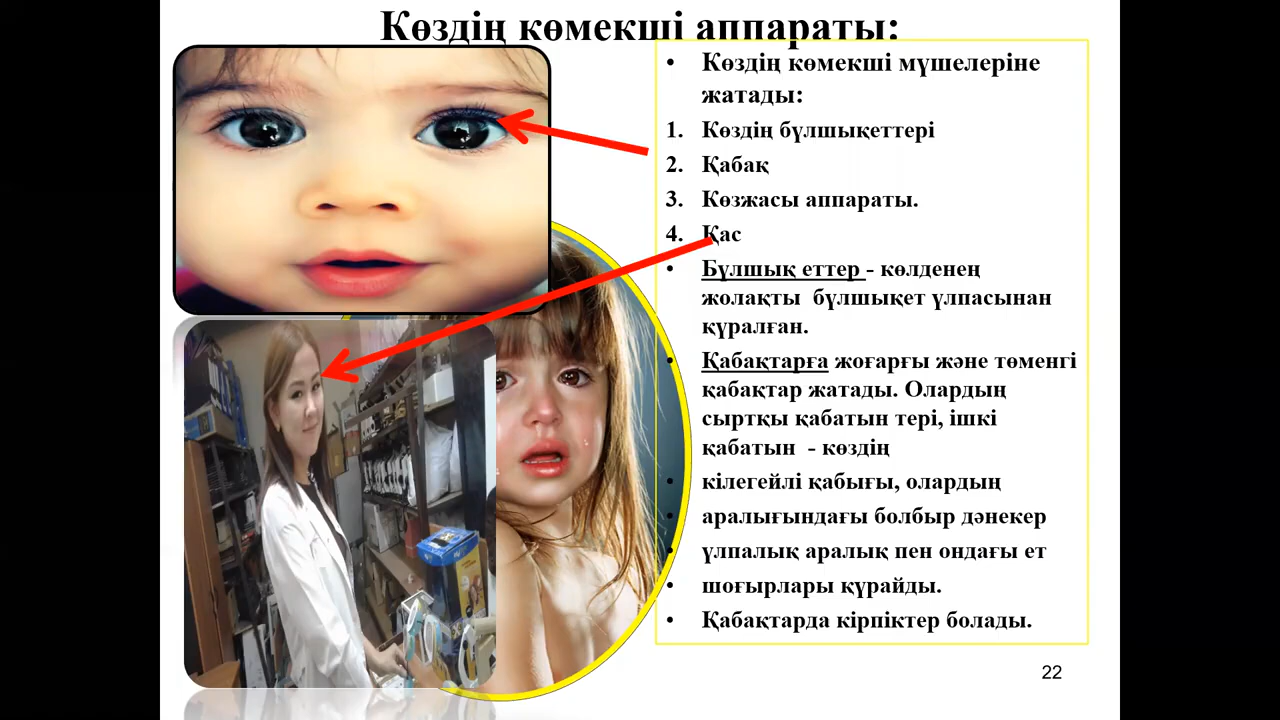 Көздің көмекші аппараты:
• Көздің көмекші мүшелеріне
жатады:
1. Көздің бұлшықеттері
2. Қабақ
3. Көзжасы аппараты.
4. Қас
• Бұлшық еттер - көлденең
жолақты бұлшықет ұлпасынан
құралған.
• Қабақтарға жоғарғы және төменгі
қабақтар жатады. Олардың
сыртқы қабатын тері, ішкі
қабатын - көздің
• кілегейлі қабығы, олардың
• аралығындағы болбыр дәнекер
• ұлпалық аралық пен ондағы ет
• шоғырлары құрайды.
• Қабақтарда кірпіктер болады.
22